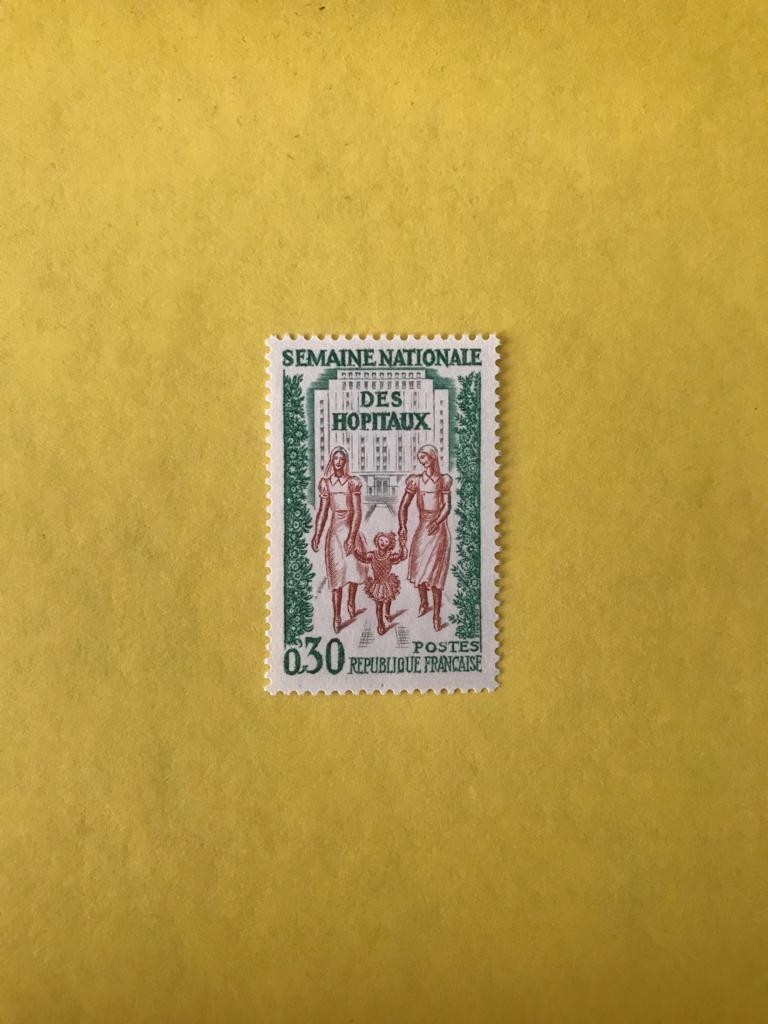 SEMAINE NATIONALE
DES
HOPITAUX
POSTES
0,30 REPUBLIQUE FRANCAISE